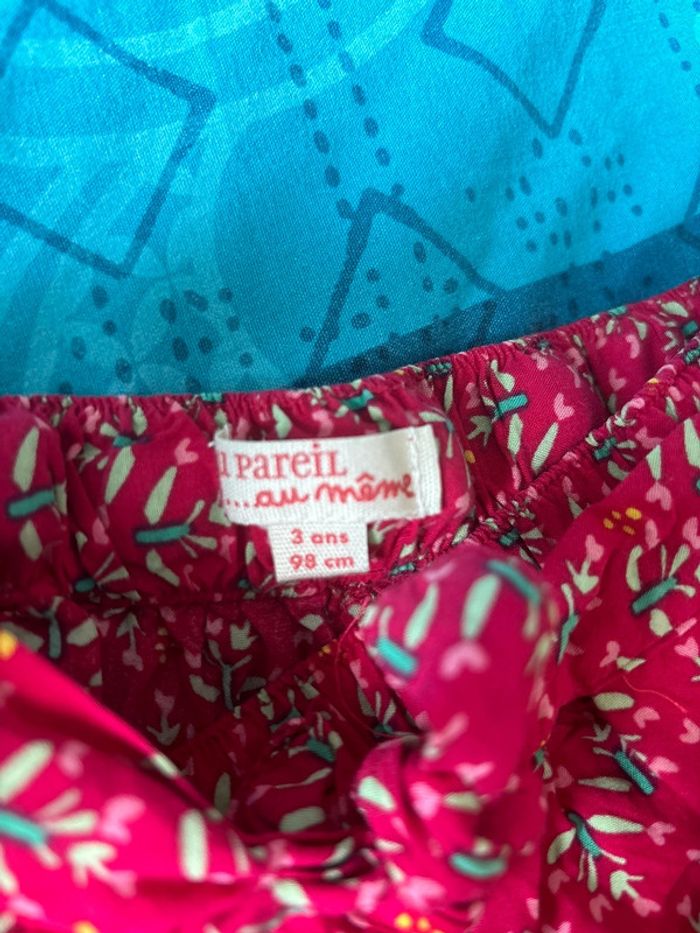 u PareiL
....au même
3 ans
98 cm